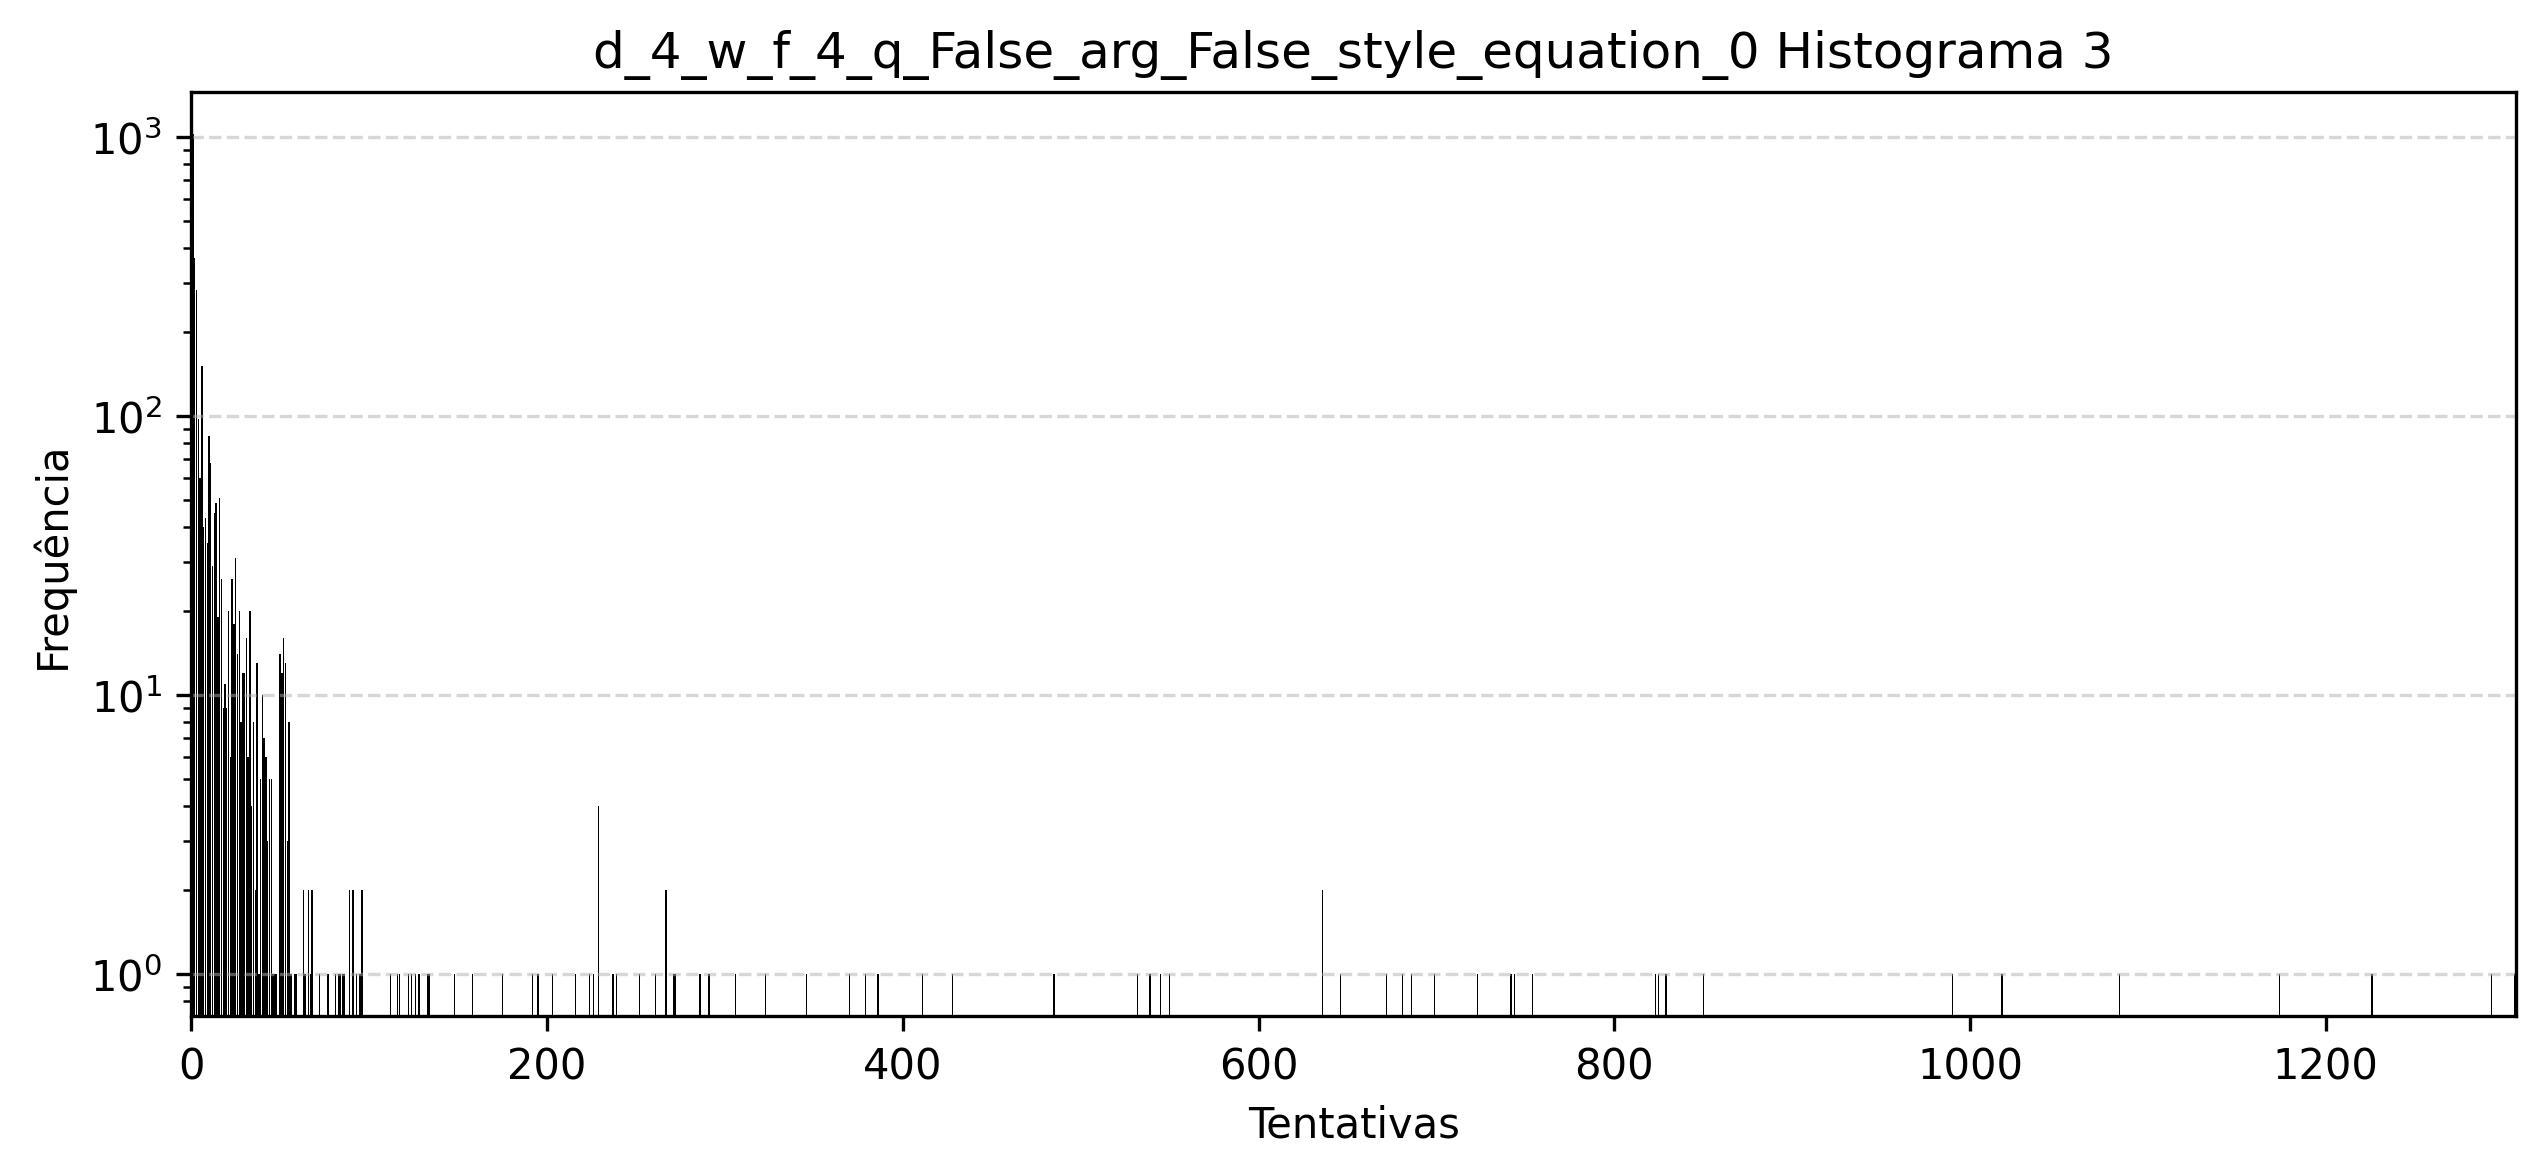 d_4_w_f_4_q_False_arg_False_style_equation_0 Histograma 3
Frequência
10³
10²
10¹
10⁰
0 200 400 600 800 1000 1200
Tentativas